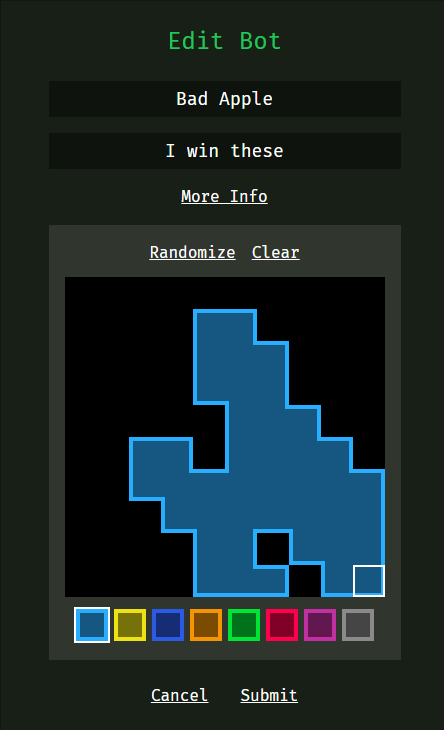 Edit Bot
Bad Apple
I win these
More Info
Randomize Clear
Cancel Submit